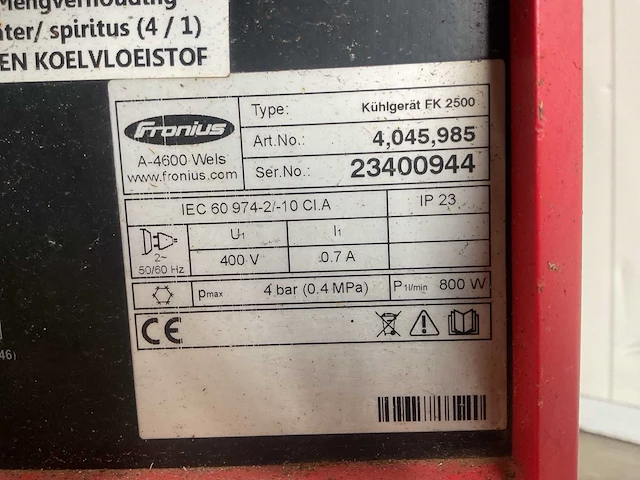 Mengverhouding
ater/ spiritus (4 / 1)
EN KOELVLOEISTOF
Fronius
A-4600 Wels
www.fronius.com
Type: Kühlgerät FK 2500
Art.No.: 4,045,985
Ser.No.: 23400944
IEC 60 974-2/-10 Cl.A IP 23
U1 I1
2~
50/60 Hz
400 V 0.7 A
pmax 4 bar (0.4 MPa) P1l/min 800 W
CE
46)